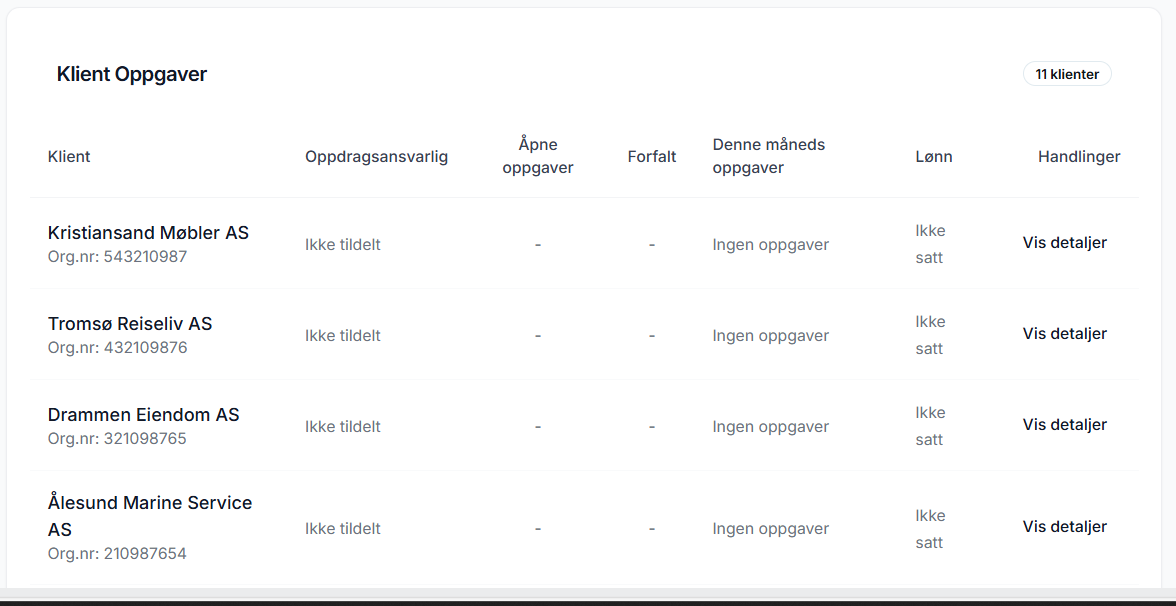 Klient Oppgaver
11 klienter
Klient
Oppdragsansvarlig
Åpne
oppgaver
Forfalt
Denne måneds
oppgaver
Lønn
Handlinger
Kristiansand Møbler AS
Org.nr: 543210987
Ikke tildelt
-
-
Ingen oppgaver
Ikke
satt
Vis detaljer
Tromsø Reiseliv AS
Org.nr: 432109876
Ikke tildelt
-
-
Ingen oppgaver
Ikke
satt
Vis detaljer
Drammen Eiendom AS
Org.nr: 321098765
Ikke tildelt
-
-
Ingen oppgaver
Ikke
satt
Vis detaljer
Ålesund Marine Service
AS
Org.nr: 210987654
Ikke tildelt
-
-
Ingen oppgaver
Ikke
satt
Vis detaljer